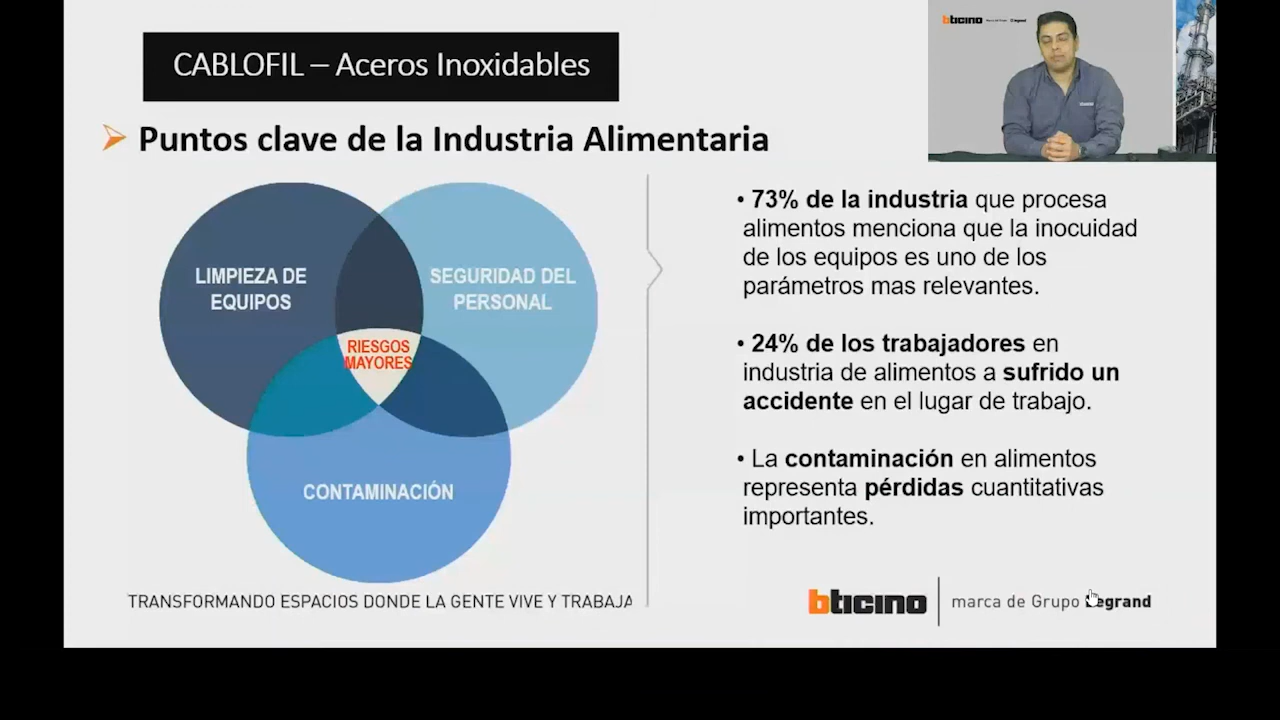 CABLOFIL – Aceros Inoxidables
Puntos clave de la Industria Alimentaria
LIMPIEZA DE
EQUIPOS
SEGURIDAD DEL
PERSONAL
RIESGOS
MAYORES
CONTAMINACIÓN
• 73% de la industria que procesa
alimentos menciona que la inocuidad
de los equipos es uno de los
parámetros mas relevantes.
• 24% de los trabajadores en
industria de alimentos a sufrido un
accidente en el lugar de trabajo.
• La contaminación en alimentos
representa pérdidas cuantitativas
importantes.
TRANSFORMANDO ESPACIOS DONDE LA GENTE VIVE Y TRABAJA
bticino
marca de Grupo legrand
bticino